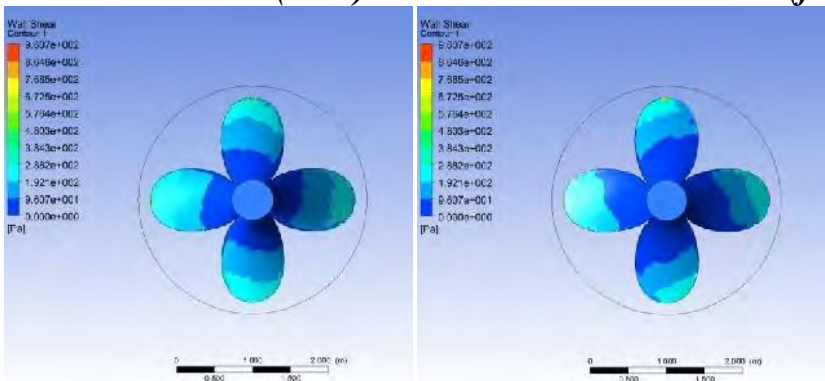 Wall Shear
Contour 1
9.607e+002
8.646e+002
7.685e+002
6.725e+002
5.764e+002
4.803e+002
3.843e+002
2.882e+002
1.921e+002
9.607e+001
0.000e+000
[Pa]
0 1.000 2.000 (m)
0.500 1.500
Wall Shear
Contour 1
9.607e+002
8.646e+002
7.685e+002
6.725e+002
5.764e+002
4.803e+002
3.843e+002
2.882e+002
1.921e+002
9.607e+001
0.000e+000
[Pa]
0 1.000 2.000 (m)
0.500 1.500